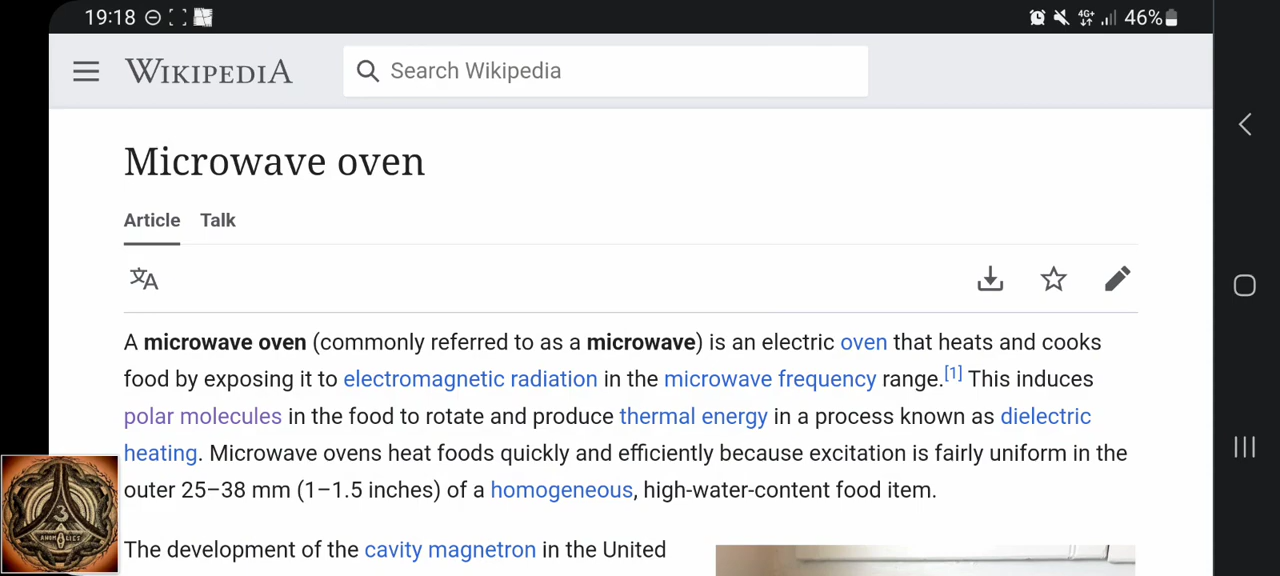 19:18
4G+ 46%
WIKIPEDIA
Search Wikipedia
Microwave oven
Article Talk
文A
A microwave oven (commonly referred to as a microwave) is an electric oven that heats and cooks
food by exposing it to electromagnetic radiation in the microwave frequency range.[1] This induces
polar molecules in the food to rotate and produce thermal energy in a process known as dielectric
heating. Microwave ovens heat foods quickly and efficiently because excitation is fairly uniform in the
outer 25–38 mm (1–1.5 inches) of a homogeneous, high-water-content food item.
3
The development of the cavity magnetron in the United